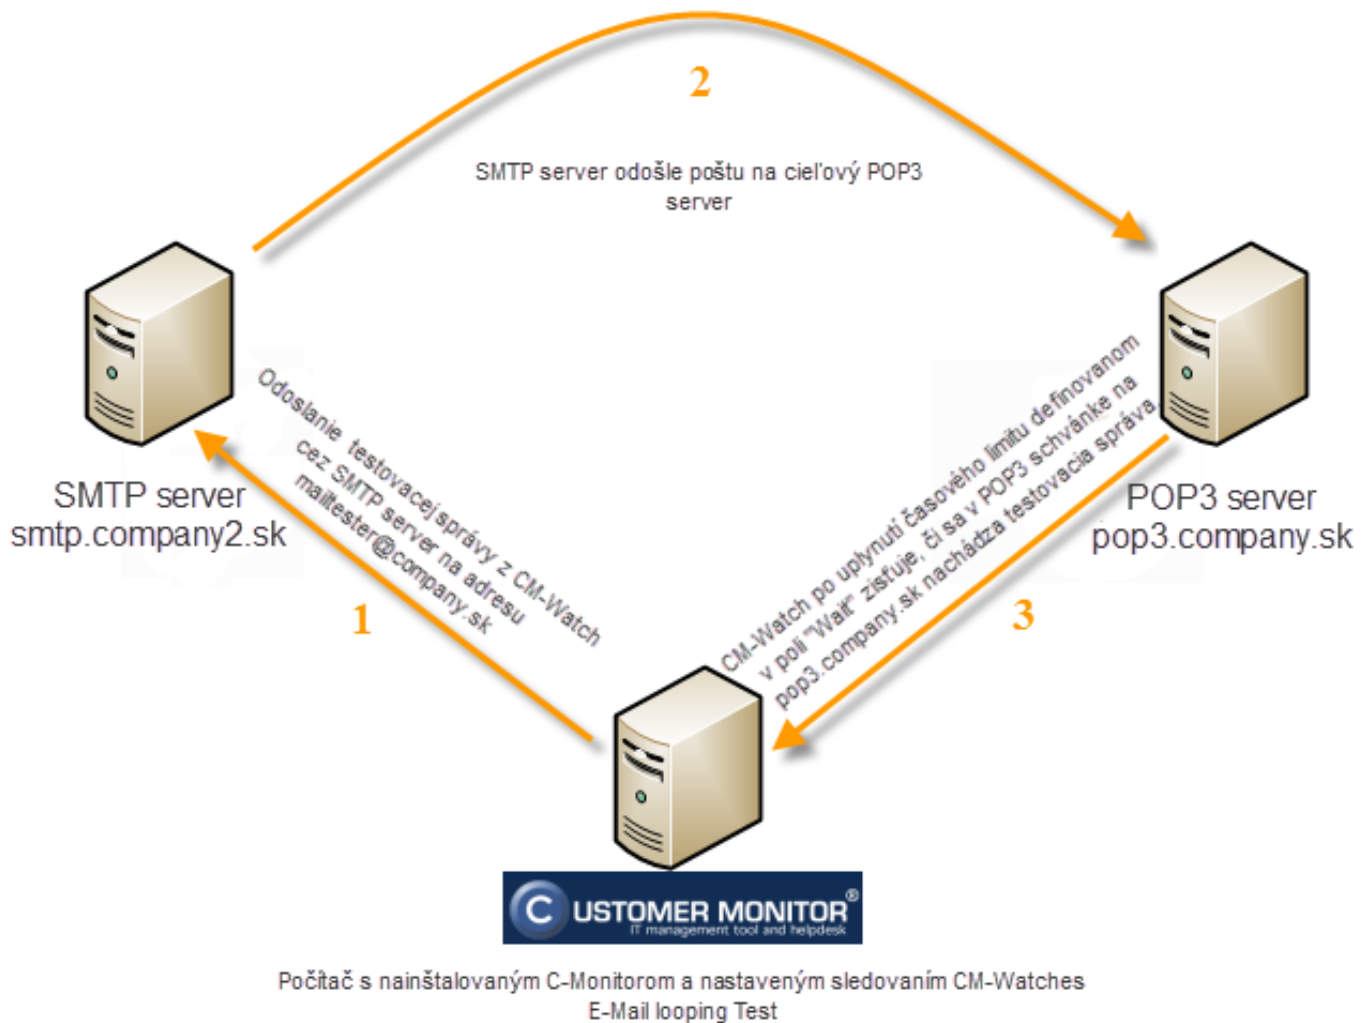 2
SMTP server odošle poštu na cieľový POP3
server
SMTP server
smtp.company2.sk
POP3 server
pop3.company.sk
Odoslanie testovacej správy z CM-Watch
cez SMTP server na adresu
mailtester@company.sk
1
CM-Watch po uplynutí časového limitu definovanom
v poli "Wait" zisťuje, či sa v POP3 schvánke na
pop3.company.sk nachádza testovacia správa
3
CUSTOMER MONITOR®
IT management tool and helpdesk
Počítač s nainštalovaným C-Monitorom a nastaveným sledovaním CM-Watches
E-Mail looping Test